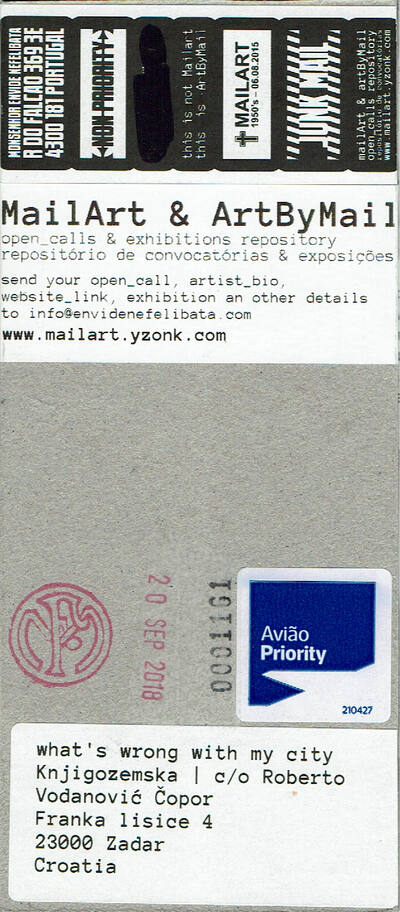 MONSENHOR ENVIDE NEFELIBATA
R DO FALCAO 369 3E
4300 181 PORTUGAL
NON PRIORITY
this is not Mailart
this is ArtByMail
MAILART
1950's – 06.08.2015
JUNK MAIL
mailArt & artByMail
open_calls repository
repositório de convocatórias
www.mailart.yzonk.com
MailArt & ArtByMail
open_calls & exhibitions repository
repositório de convocatórias & exposições
send your open_call, artist_bio,
website_link, exhibition an other details
to info@envidenefelibata.com
www.mailart.yzonk.com
20 SEP 2018
0001161
Avião
Priority
210427
what's wrong with my city
Knjigozemska | c/o Roberto
Vodanović Čopor
Franka lisice 4
23000 Zadar
Croatia